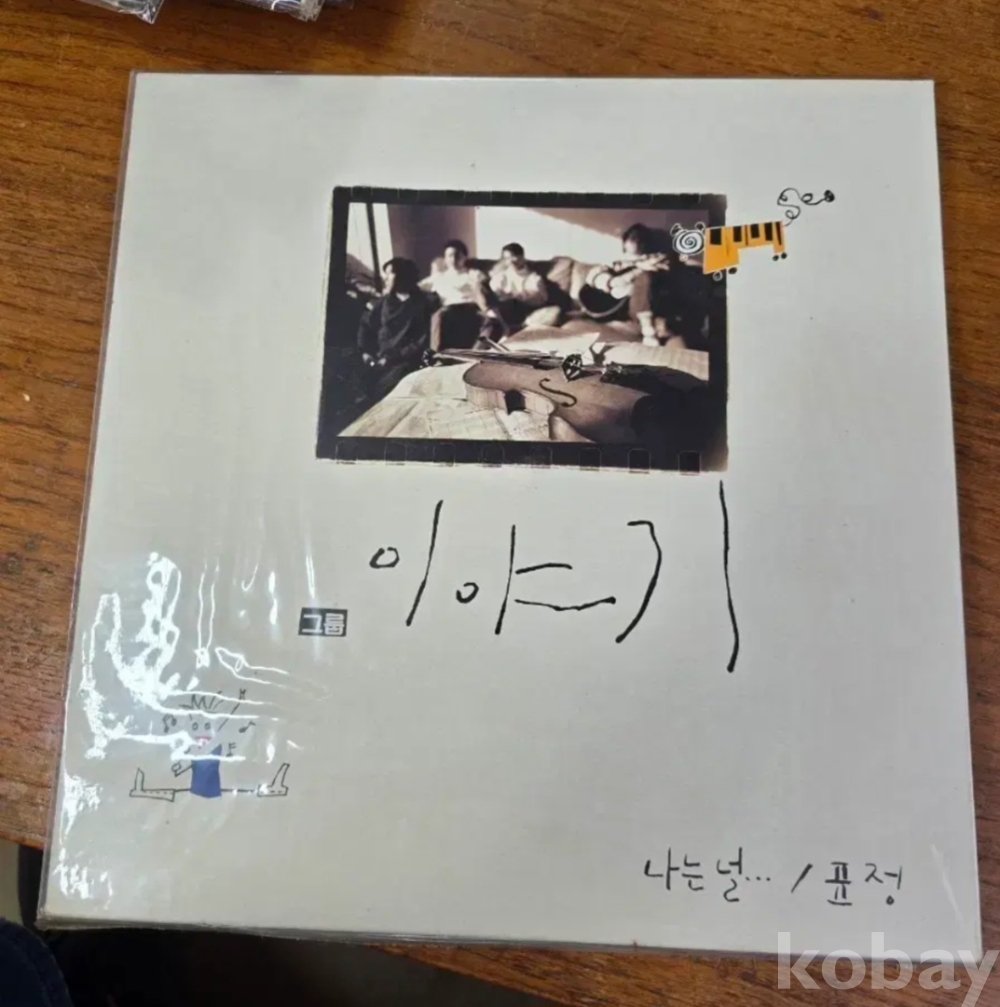 이야기
그룹
나는 널... / 표정
kobay